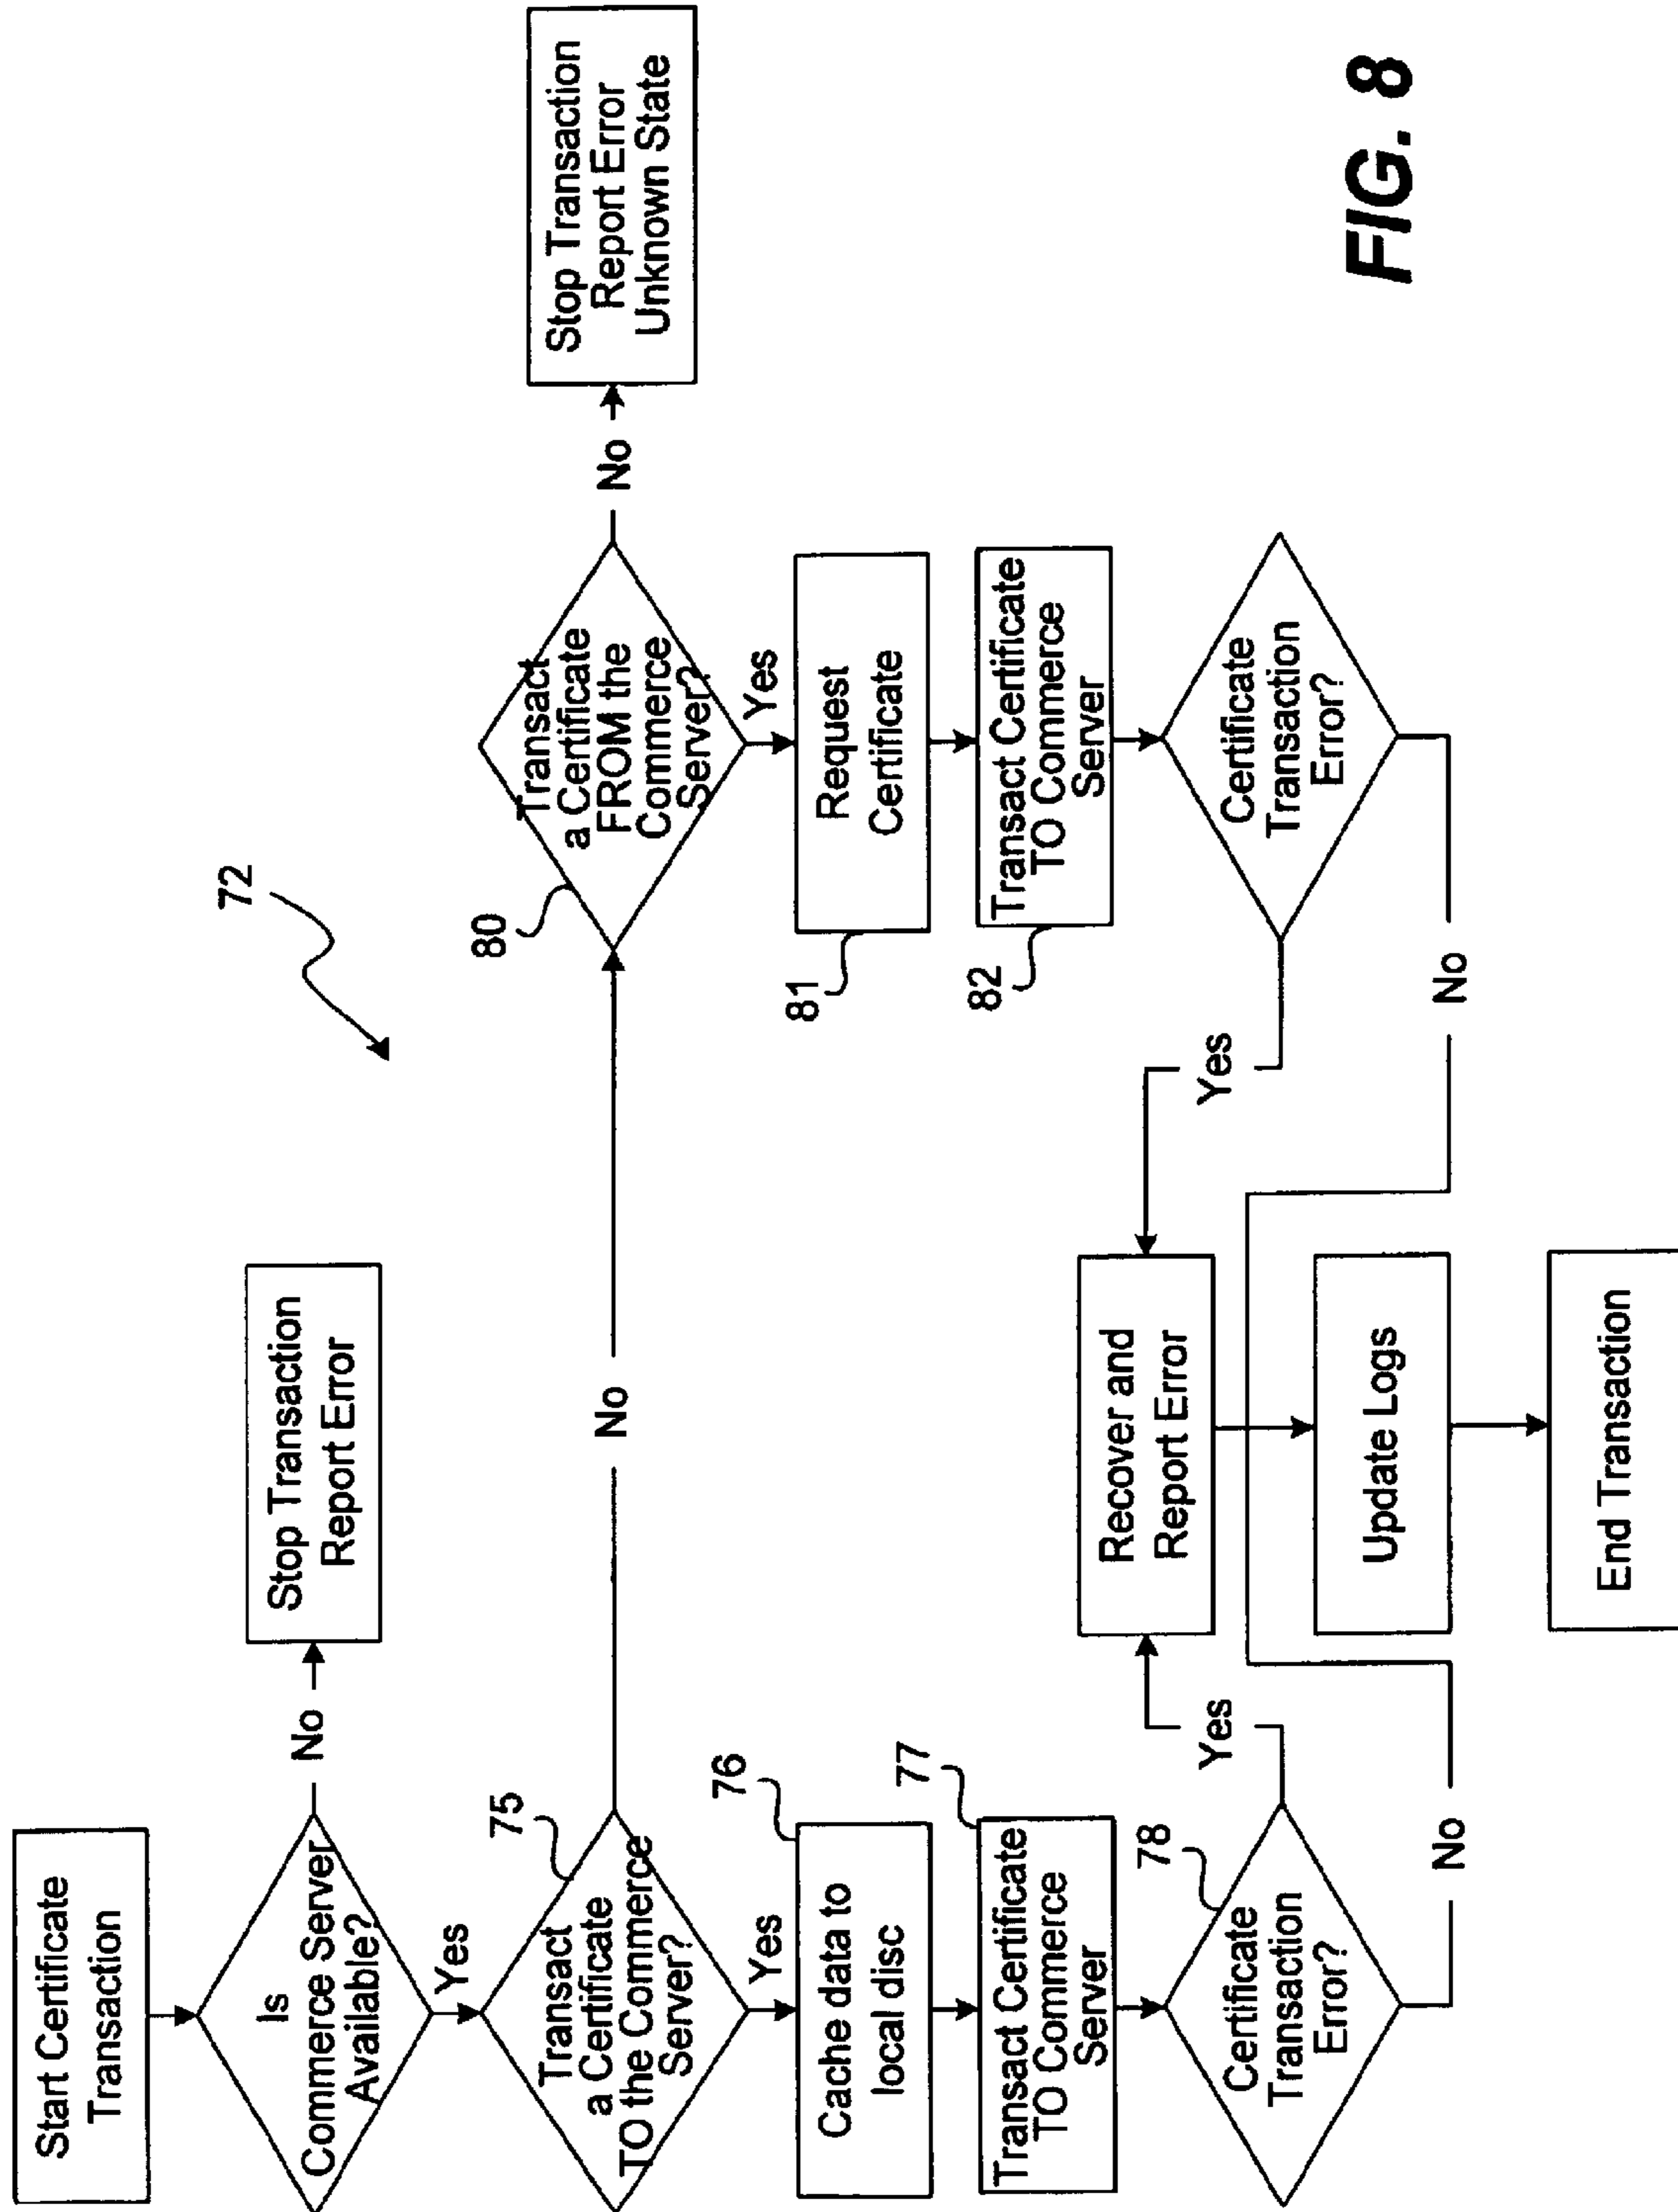 Start Certificate
Transaction
Is
Commerce Server
Available?
No
Stop Transaction
Report Error
Yes
72
75
Transact
a Certificate
TO the Commerce
Server?
No
80
Transact
a Certificate
FROM the
Commerce
Server?
No
Stop Transaction
Report Error
Unknown State
Yes
76
Cache data to
local disc
77
Transact Certificate
TO Commerce
Server
78
Certificate
Transaction
Error?
Yes
No
Yes
81
Request
Certificate
82
Transact Certificate
TO Commerce
Server
Certificate
Transaction
Error?
Yes
No
Recover and
Report Error
Update Logs
End Transaction
FIG. 8